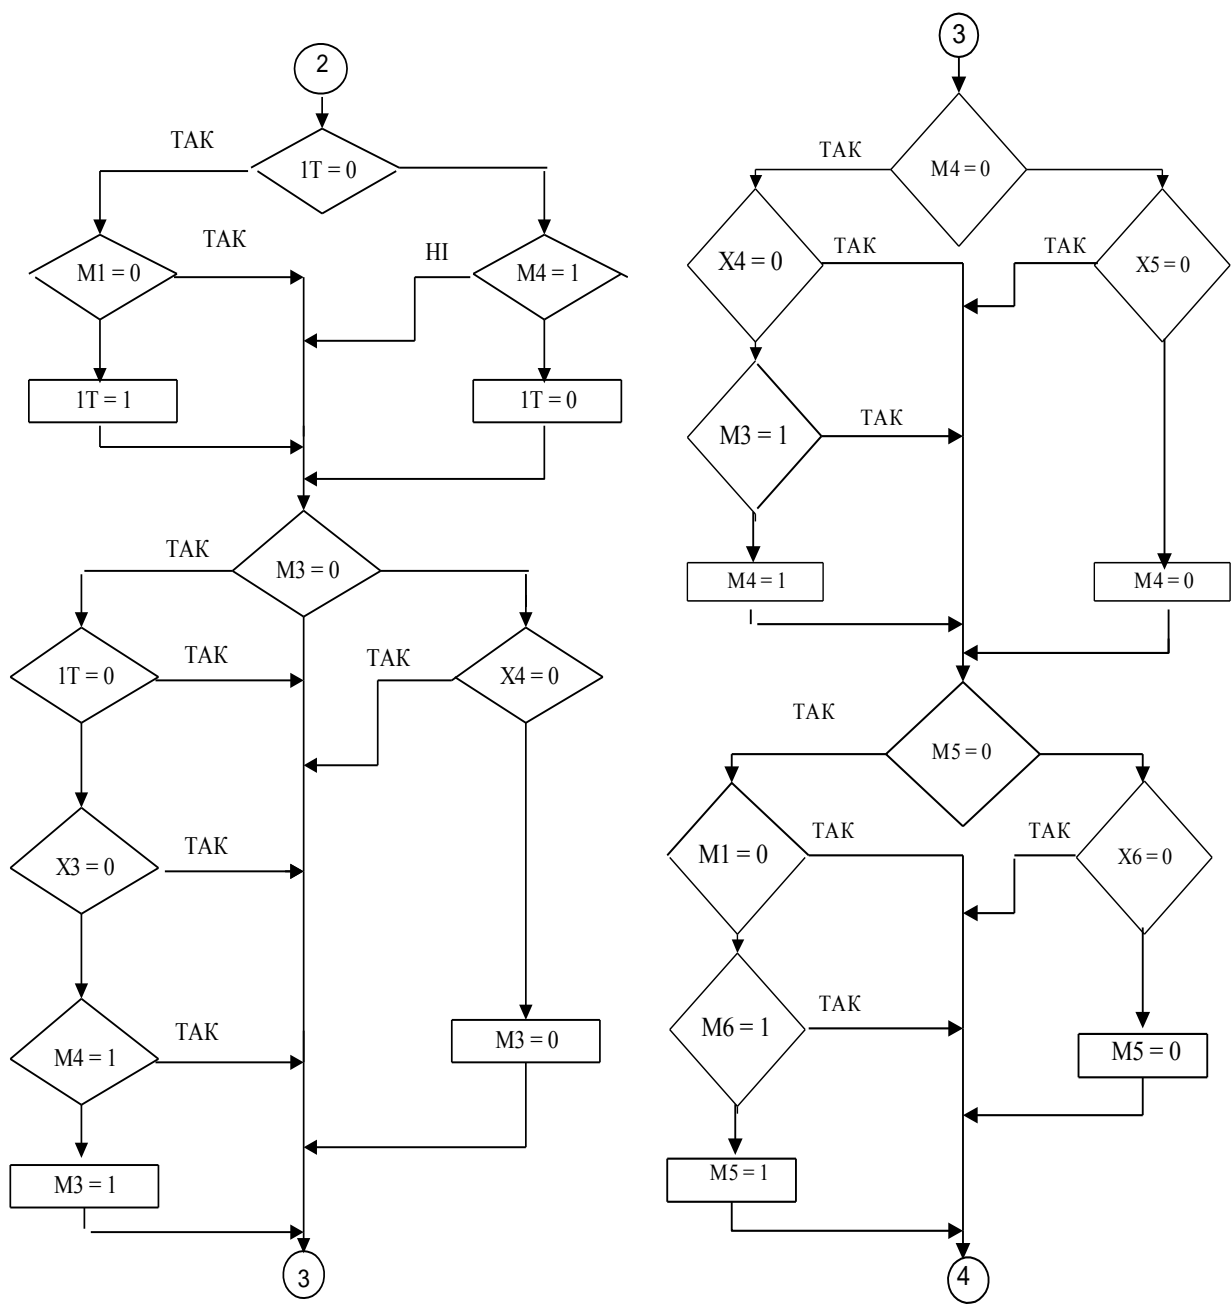 2
ТАК
1T = 0
M1 = 0
ТАК
НІ
M4 = 1
1T = 1
1T = 0
ТАК
M3 = 0
1T = 0
ТАК
ТАК
X4 = 0
X3 = 0
ТАК
M4 = 1
ТАК
M3 = 0
M3 = 1
3
3
ТАК
M4 = 0
X4 = 0
ТАК
ТАК
X5 = 0
M3 = 1
ТАК
M4 = 1
M4 = 0
ТАК
M5 = 0
M1 = 0
ТАК
ТАК
X6 = 0
M6 = 1
ТАК
M5 = 0
M5 = 1
4